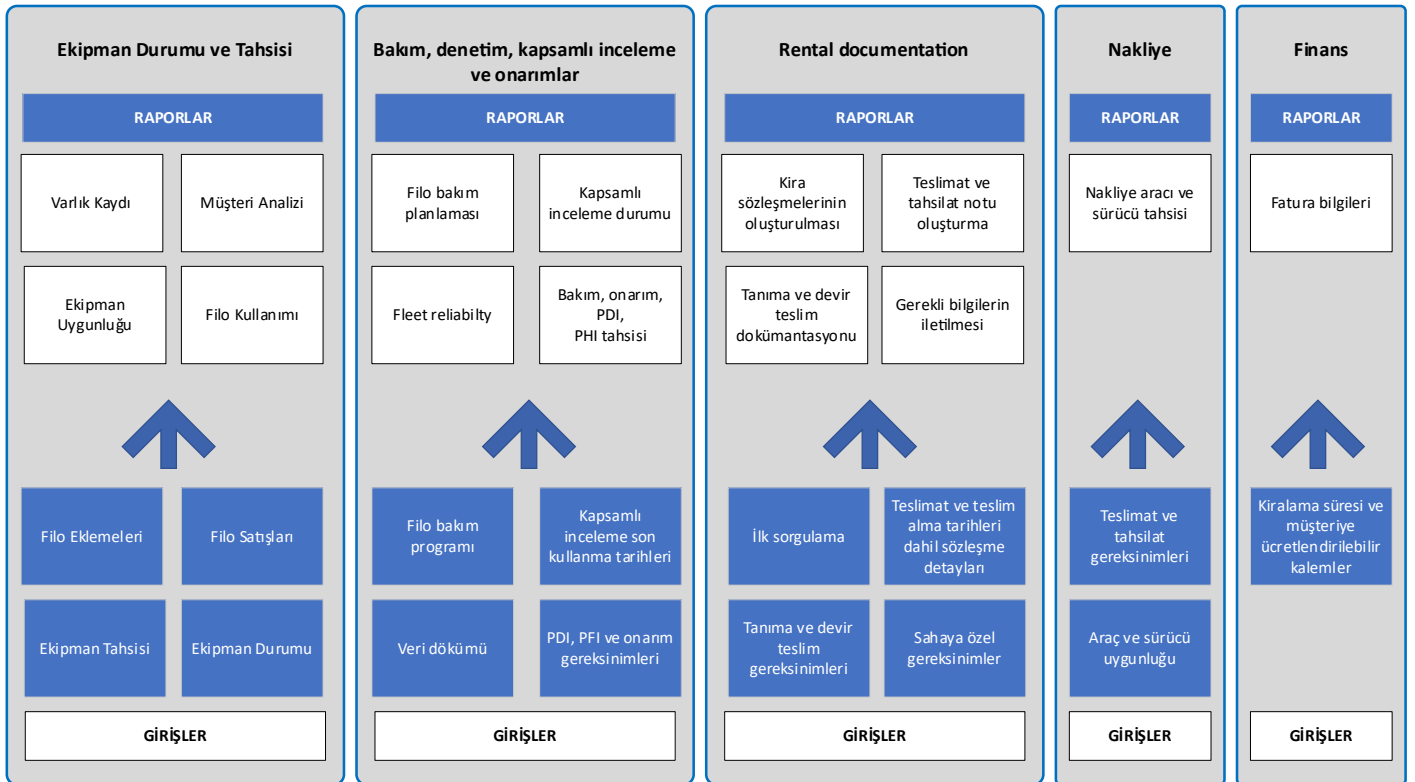 Ekipman Durumu ve Tahsisi
RAPORLAR
Varlık Kaydı
Müşteri Analizi
Ekipman
Uygunluğu
Filo Kullanımı
Filo Eklemeleri
Filo Satışları
Ekipman Tahsisi
Ekipman Durumu
GİRİŞLER
Bakım, denetim, kapsamlı inceleme
ve onarımlar
RAPORLAR
Filo bakım
planlaması
Kapsamlı
inceleme durumu
Fleet reliabilty
Bakım, onarım,
PDI,
PHI tahsisi
Filo bakım
programı
Kapsamlı
inceleme son
kullanma tarihleri
Veri dökümü
PDI, PFI ve onarım
gereksinimleri
GİRİŞLER
Rental documentation
RAPORLAR
Kira
sözleşmelerinin
oluşturulması
Teslimat ve
tahsilat notu
oluşturma
Tanıma ve devir
teslim
dokümantasyonu
Gerekli bilgilerin
iletilmesi
İlk sorgulama
Teslimat ve teslim
alma tarihleri
dahil sözleşme
detayları
Tanıma ve devir
teslim
gereksinimleri
Sahaya özel
gereksinimler
GİRİŞLER
Nakliye
RAPORLAR
Nakliye aracı ve
sürücü tahsisi
Teslimat ve
tahsilat
gereksinimleri
Araç ve sürücü
uygunluğu
GİRİŞLER
Finans
RAPORLAR
Fatura bilgileri
Kiralama süresi ve
müşteriye
ücretlendirilebilir
kalemler
GİRİŞLER